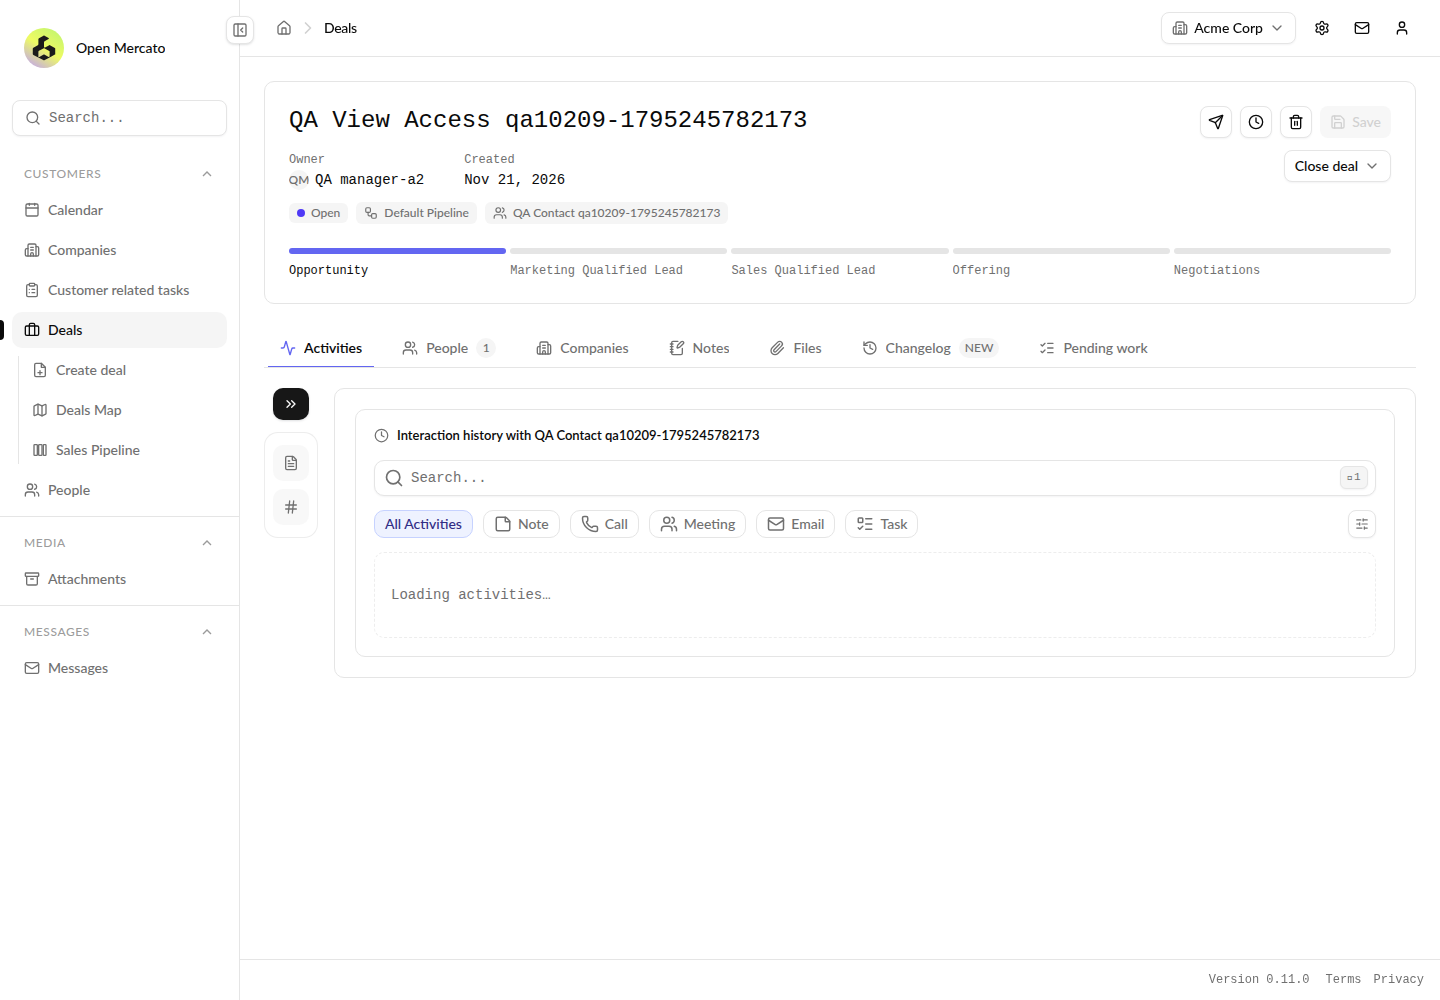 Open Mercato
Search...
CUSTOMERS
Calendar
Companies
Customer related tasks
Deals
Create deal
Deals Map
Sales Pipeline
People
MEDIA
Attachments
MESSAGES
Messages
Deals
Acme Corp
QA View Access qa10209-1795245782173
Save
Owner
Created
QM QA manager-a2
Nov 21, 2026
Close deal
Open
Default Pipeline
QA Contact qa10209-1795245782173
Opportunity
Marketing Qualified Lead
Sales Qualified Lead
Offering
Negotiations
Activities
People 1
Companies
Notes
Files
Changelog NEW
Pending work
Interaction history with QA Contact qa10209-1795245782173
Search...
1
All Activities
Note
Call
Meeting
Email
Task
Loading activities…
Version 0.11.0
Terms
Privacy